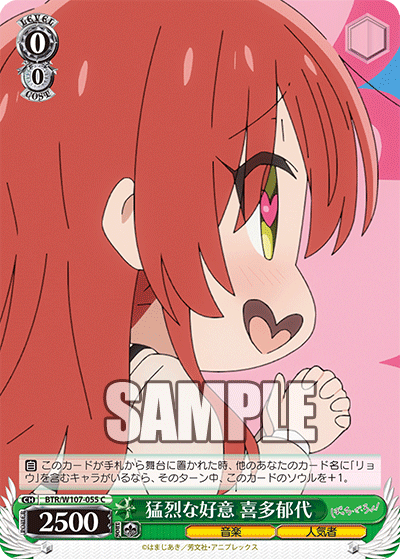 LEVEL
0
0
COST
SAMPLE
このカードが手札から舞台に置かれた時、他のあなたのカード名に「リョ
ウ」を含むキャラがいるなら、そのターン中、このカードのソウルを+1。
CH BTR/W107-055 C
POWER
2500
猛烈な好意 喜多郁代
音楽
人気者
©はまじあき/芳文社・アニプレックス